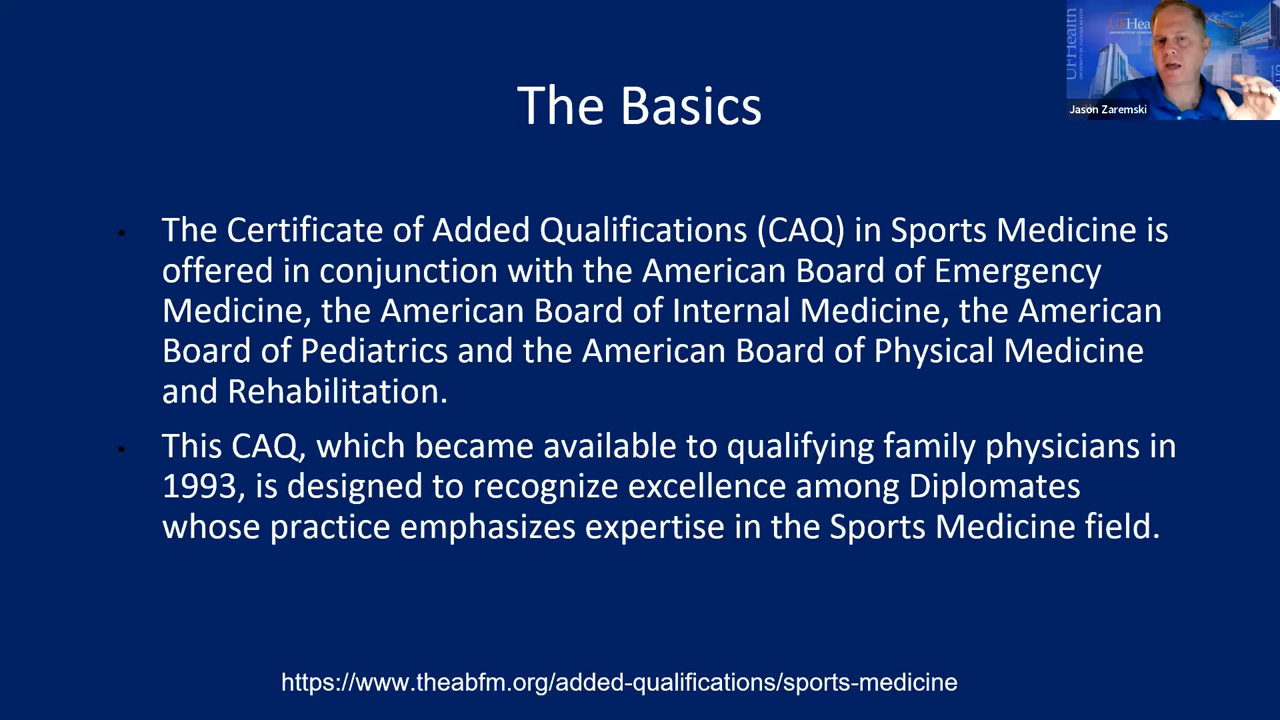 UFHealth
UFHea
Jason Zaremski
The Basics
The Certificate of Added Qualifications (CAQ) in Sports Medicine is
offered in conjunction with the American Board of Emergency
Medicine, the American Board of Internal Medicine, the American
Board of Pediatrics and the American Board of Physical Medicine
and Rehabilitation.
This CAQ, which became available to qualifying family physicians in
1993, is designed to recognize excellence among Diplomates
whose practice emphasizes expertise in the Sports Medicine field.
https://www.theabfm.org/added-qualifications/sports-medicine